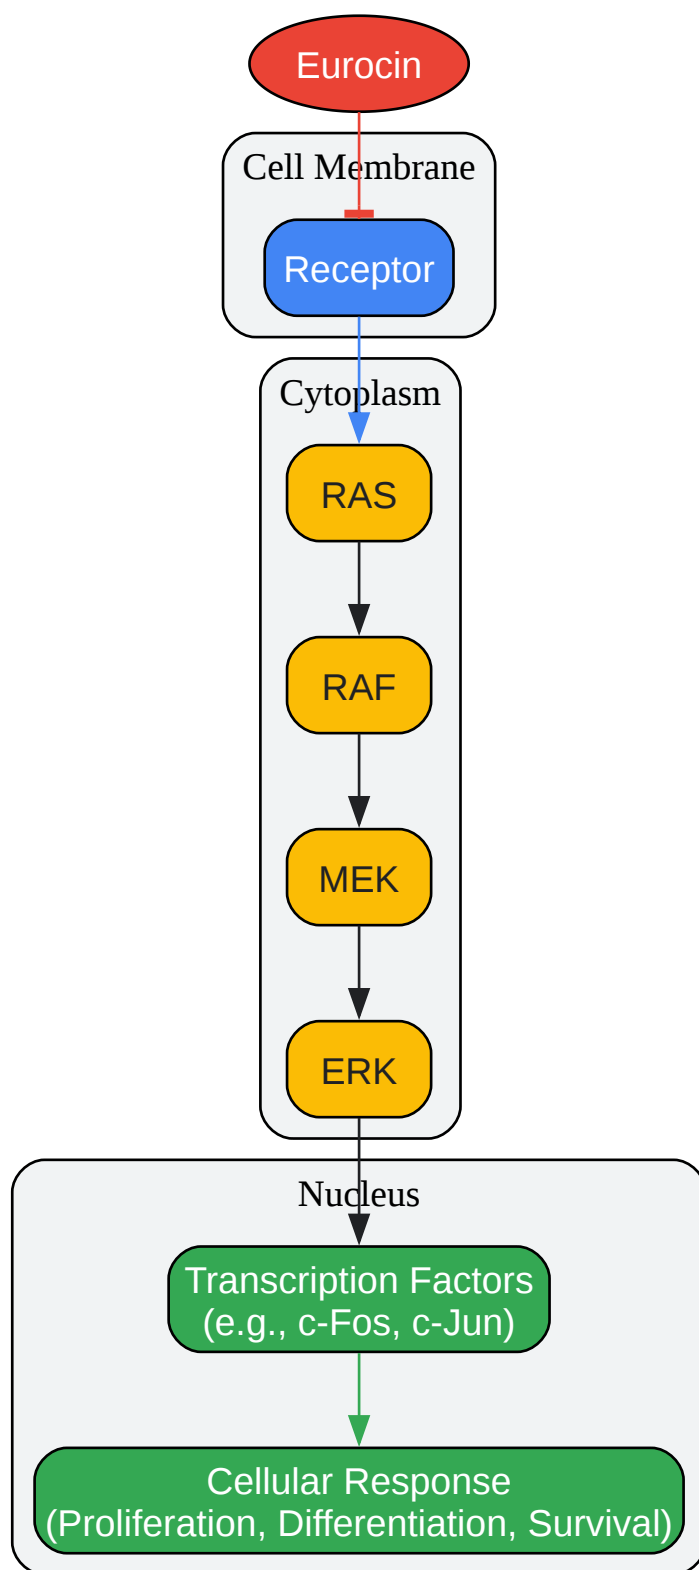 Eurocin
Cell Membrane
Receptor
Cytoplasm
RAS
RAF
MEK
ERK
Nucleus
Transcription Factors
(e.g., c-Fos, c-Jun)
Cellular Response
(Proliferation, Differentiation, Survival)